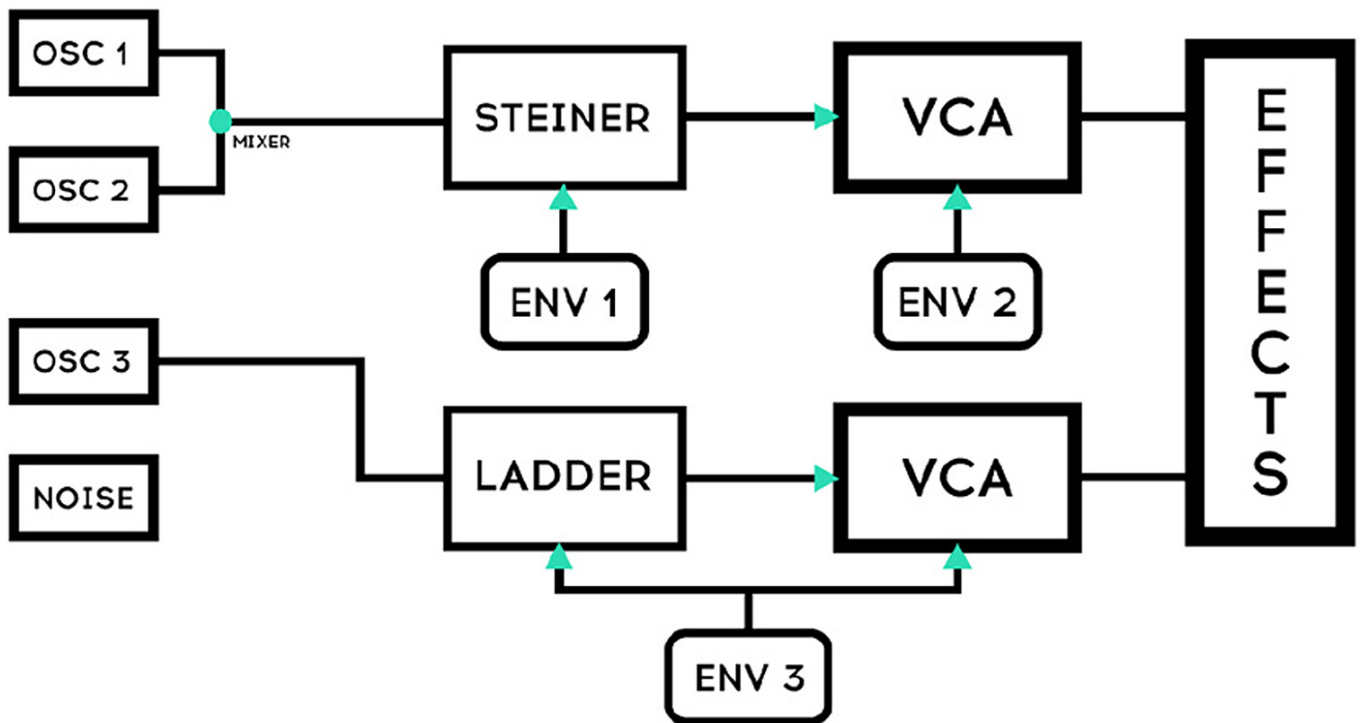 OSC 1
MIXER
OSC 2
STEINER
VCA
ENV 1
ENV 2
OSC 3
NOISE
LADDER
VCA
ENV 3
EFFECTS